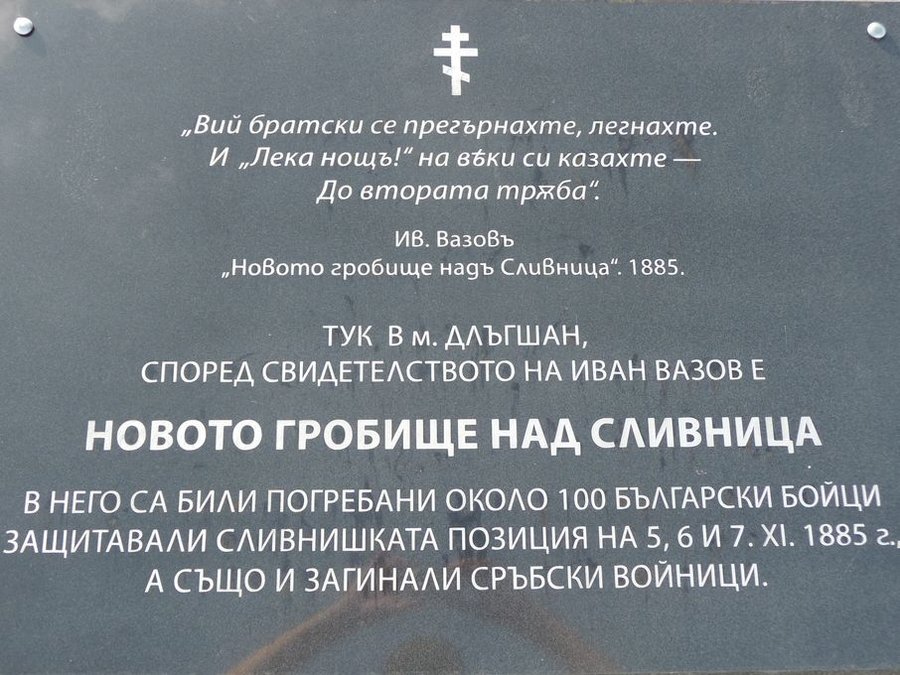 „Вий братски се прегърнахте, легнахте.
И „Лека нощъ!“ на вѣки си казахте —
До втората трѫба“.
Ив. Вазовъ
„Новото гробище надъ Сливница“. 1885.
ТУК В м. ДЛЪГШАН,
СПОРЕД СВИДЕТЕЛСТВОТО НА ИВАН ВАЗОВ Е
НОВОТО ГРОБИЩЕ НАД СЛИВНИЦА
В НЕГО СА БИЛИ ПОГРЕБАНИ ОКОЛО 100 БЪЛГАРСКИ БОЙЦИ
ЗАЩИТАВАЛИ СЛИВНИШКАТА ПОЗИЦИЯ НА 5, 6 И 7. XI. 1885 г.,
А СЪЩО И ЗАГИНАЛИ СРЪБСКИ ВОЙНИЦИ.